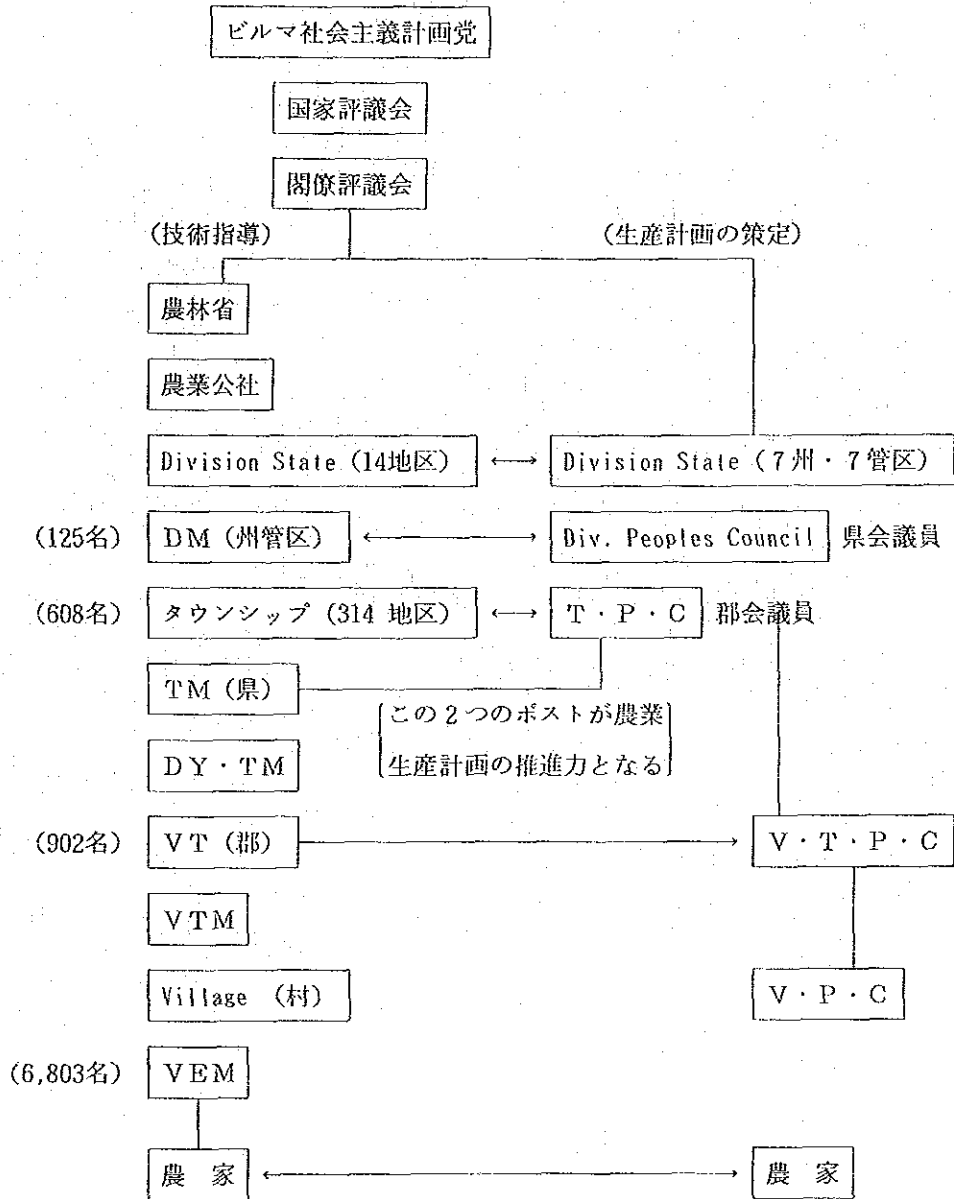 ビルマ社会主義計画党
国家評議会
閣僚評議会
(技術指導) (生産計画の策定)
農林省
農業公社
Division State (14地区) ←→ Division State (7州・7管区)
(125名) DM (州管区) ←→ Div. Peoples Council 県会議員
(608名) タウンシップ (314 地区) ←→ T・P・C 郡会議員
TM (県)
この2つのポストが農業
DY・TM 生産計画の推進力となる
(902名) VT (郡) → V・T・P・C
VTM
Village (村) V・P・C
(6,803名) VEM
農 家 ←→ 農 家